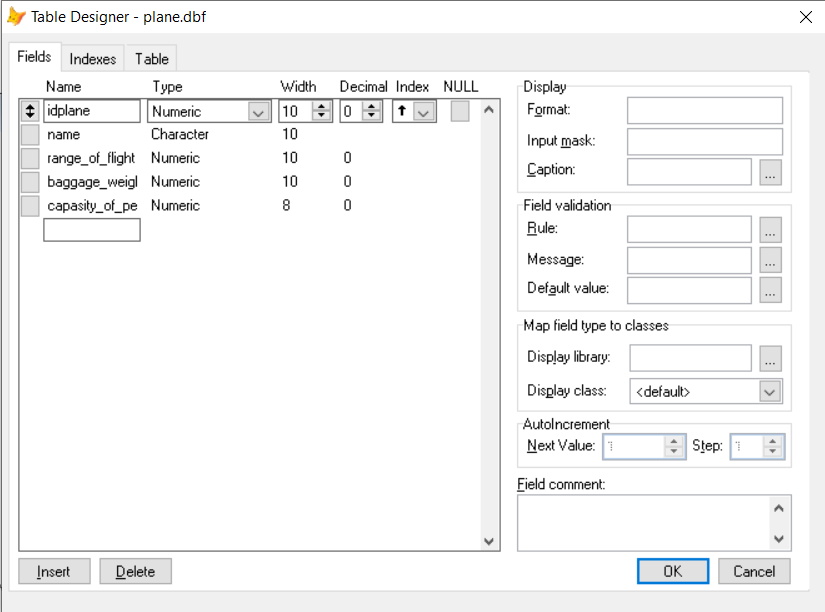 Table Designer - plane.dbf
Fields Indexes Table
Name Type Width Decimal Index NULL
idplane Numeric 10 0
name Character 10
range_of_flight Numeric 10 0
baggage_weigl Numeric 10 0
capasity_of_pe Numeric 8 0
Display
Format:
Input mask:
Caption: ...
Field validation
Rule: ...
Message: ...
Default value: ...
Map field type to classes
Display library: ...
Display class: <default>
AutoIncrement
Next Value: 1 Step: 1
Field comment:
Insert Delete OK Cancel